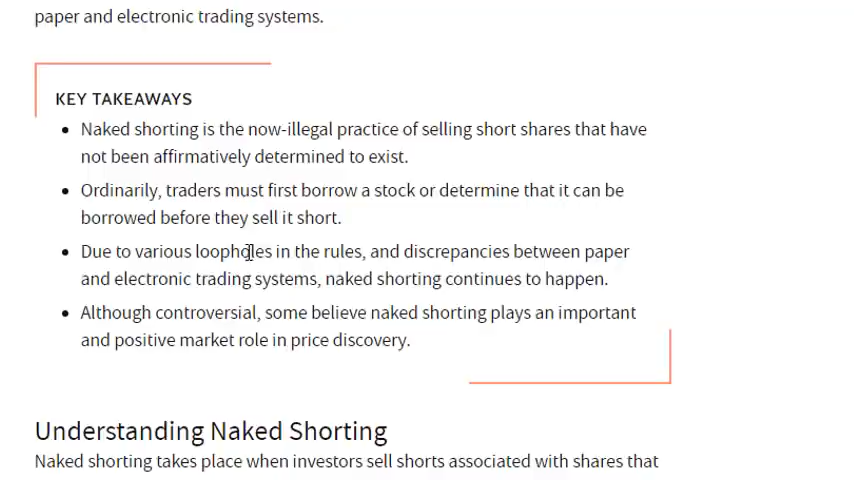 paper and electronic trading systems.
KEY TAKEAWAYS
• Naked shorting is the now-illegal practice of selling short shares that have
not been affirmatively determined to exist.
• Ordinarily, traders must first borrow a stock or determine that it can be
borrowed before they sell it short.
• Due to various loopholes in the rules, and discrepancies between paper
and electronic trading systems, naked shorting continues to happen.
• Although controversial, some believe naked shorting plays an important
and positive market role in price discovery.
Understanding Naked Shorting
Naked shorting takes place when investors sell shorts associated with shares that